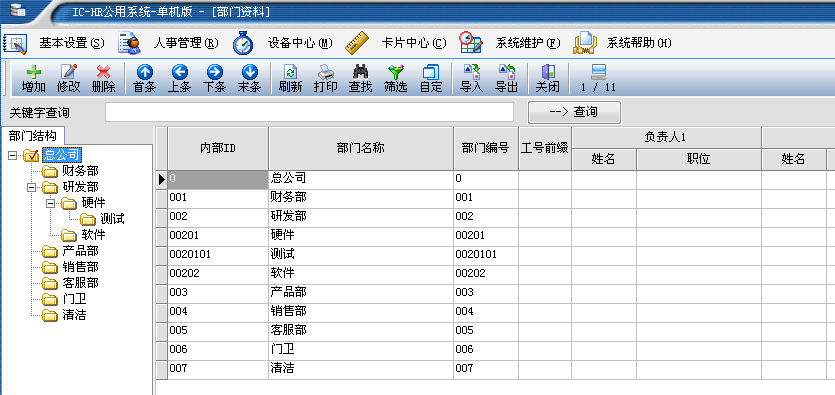 IC-HR公用系统-单机版 - [部门资料]
基本设置(S) 人事管理(R) 设备中心(M) 卡片中心(C) 系统维护(F) 系统帮助(H)
增加 修改 删除 首条 上条 下条 末条 刷新 打印 查找 筛选 自定 导入 导出 关闭 1 / 11
关键字查询 --> 查询
部门结构
总公司
财务部
研发部
硬件
测试
软件
产品部
销售部
客服部
门卫
清洁
内部ID 部门名称 部门编号 工号前缀 负责人1
姓名 职位 姓名
0 总公司 0
001 财务部 001
002 研发部 002
00201 硬件 00201
0020101 测试 0020101
00202 软件 00202
003 产品部 003
004 销售部 004
005 客服部 005
006 门卫 006
007 清洁 007